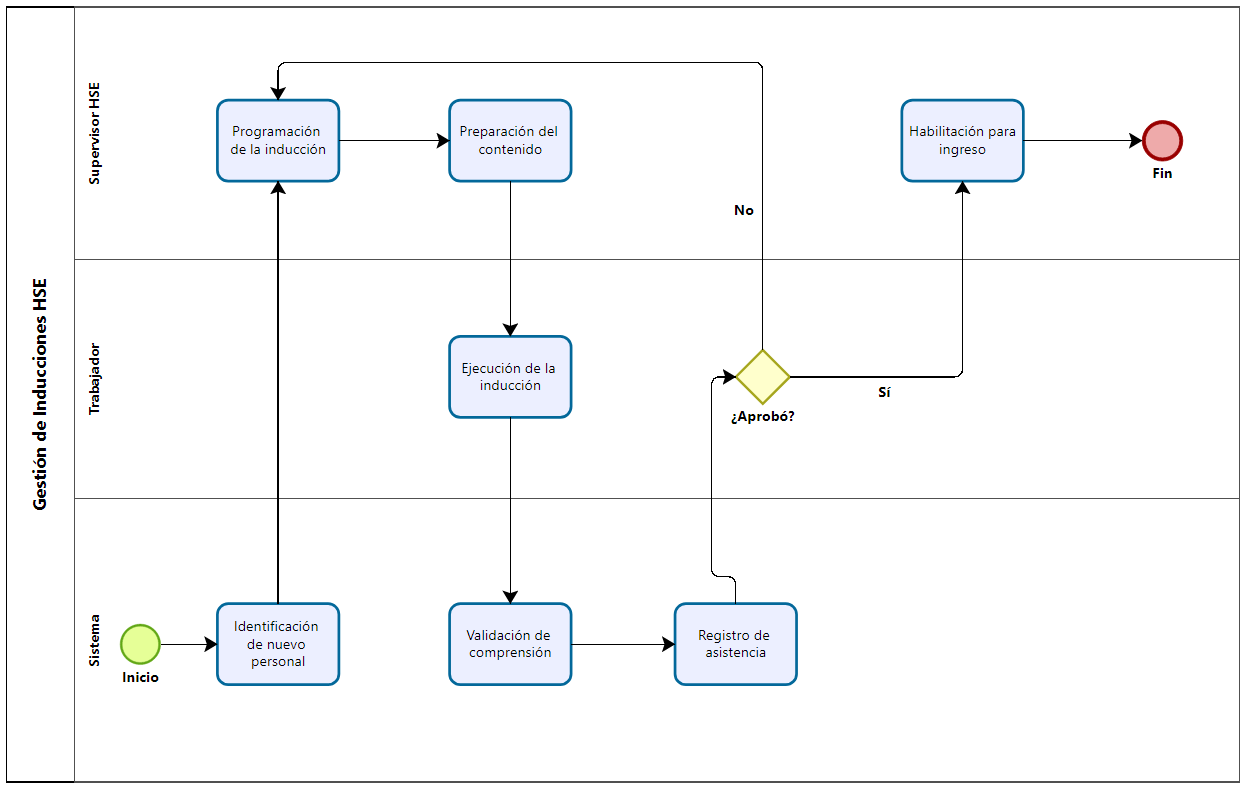 Gestión de Inducciones HSE
Supervisor HSE
Programación
de la inducción
Preparación del
contenido
No
Habilitación para
ingreso
Fin
Trabajador
Ejecución de la
inducción
¿Aprobó?
Sí
Sistema
Inicio
Identificación
de nuevo
personal
Validación de
comprensión
Registro de
asistencia